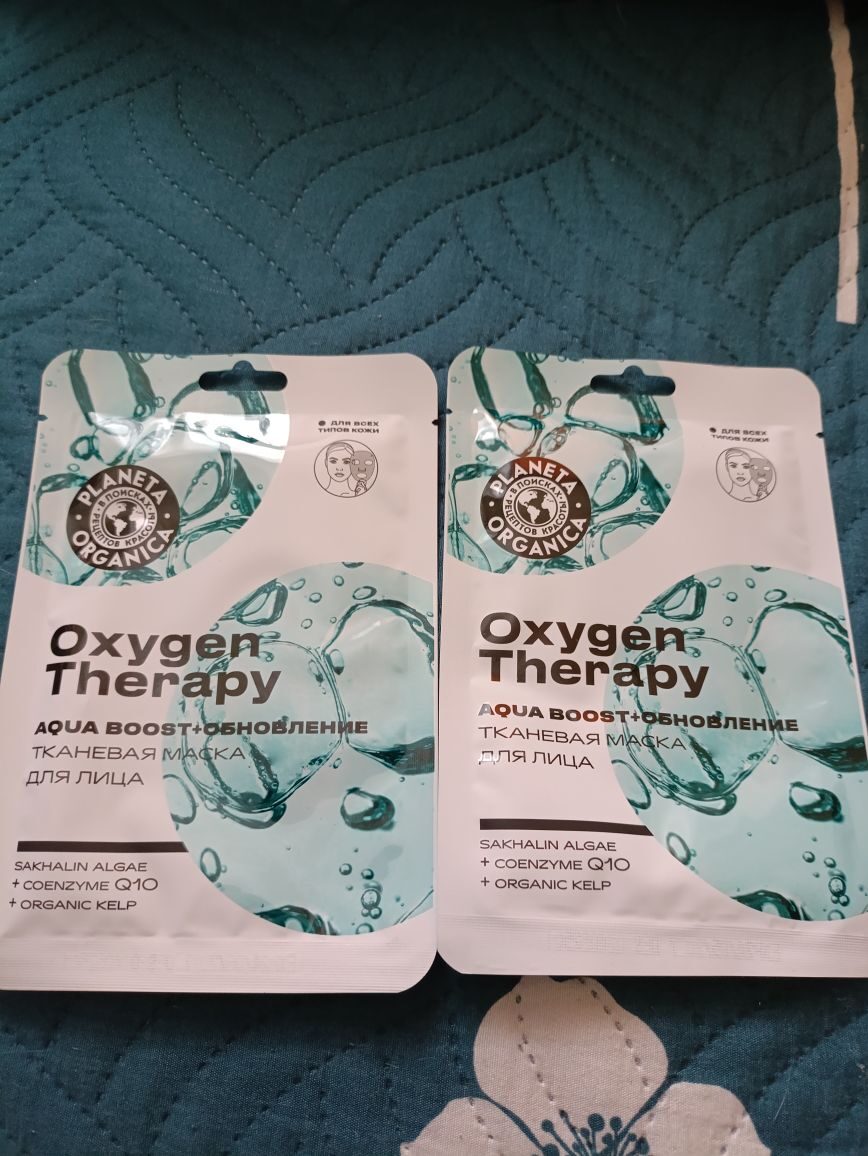 ● ДЛЯ ВСЕХ
ТИПОВ КОЖИ
PLANETA
В ПОИСКАХ
РЕЦЕПТОВ КРАСОТЫ
ORGANICA
Oxygen
Therapy
AQUA BOOST+ОБНОВЛЕНИЕ
ТКАНЕВАЯ МАСКА
ДЛЯ ЛИЦА
SAKHALIN ALGAE
+ COENZYME Q10
+ ORGANIC KELP
● ДЛЯ ВСЕХ
ТИПОВ КОЖИ
PLANETA
В ПОИСКАХ
РЕЦЕПТОВ КРАСОТЫ
ORGANICA
Oxygen
Therapy
AQUA BOOST+ОБНОВЛЕНИЕ
ТКАНЕВАЯ МАСКА
ДЛЯ ЛИЦА
SAKHALIN ALGAE
+ COENZYME Q10
+ ORGANIC KELP